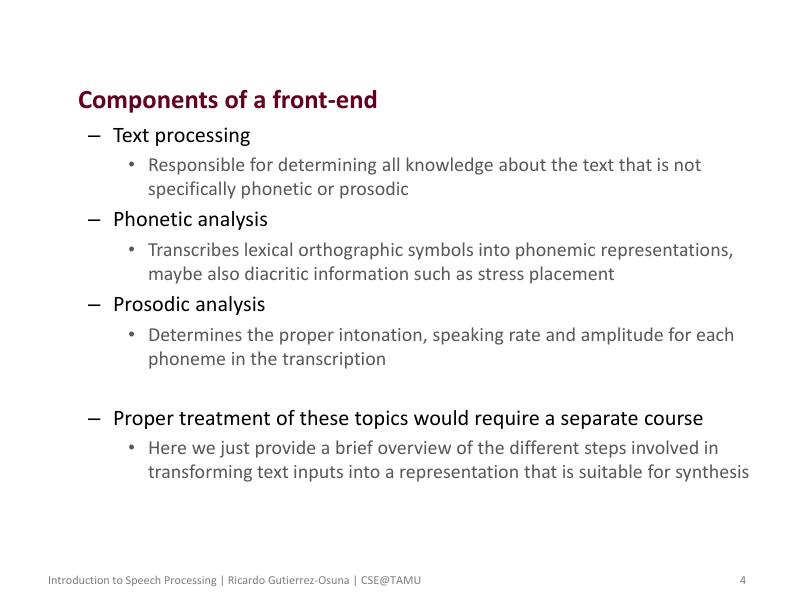 Components of a front-end
– Text processing
• Responsible for determining all knowledge about the text that is not
specifically phonetic or prosodic
– Phonetic analysis
• Transcribes lexical orthographic symbols into phonemic representations,
maybe also diacritic information such as stress placement
– Prosodic analysis
• Determines the proper intonation, speaking rate and amplitude for each
phoneme in the transcription
– Proper treatment of these topics would require a separate course
• Here we just provide a brief overview of the different steps involved in
transforming text inputs into a representation that is suitable for synthesis
Introduction to Speech Processing | Ricardo Gutierrez-Osuna | CSE@TAMU 4